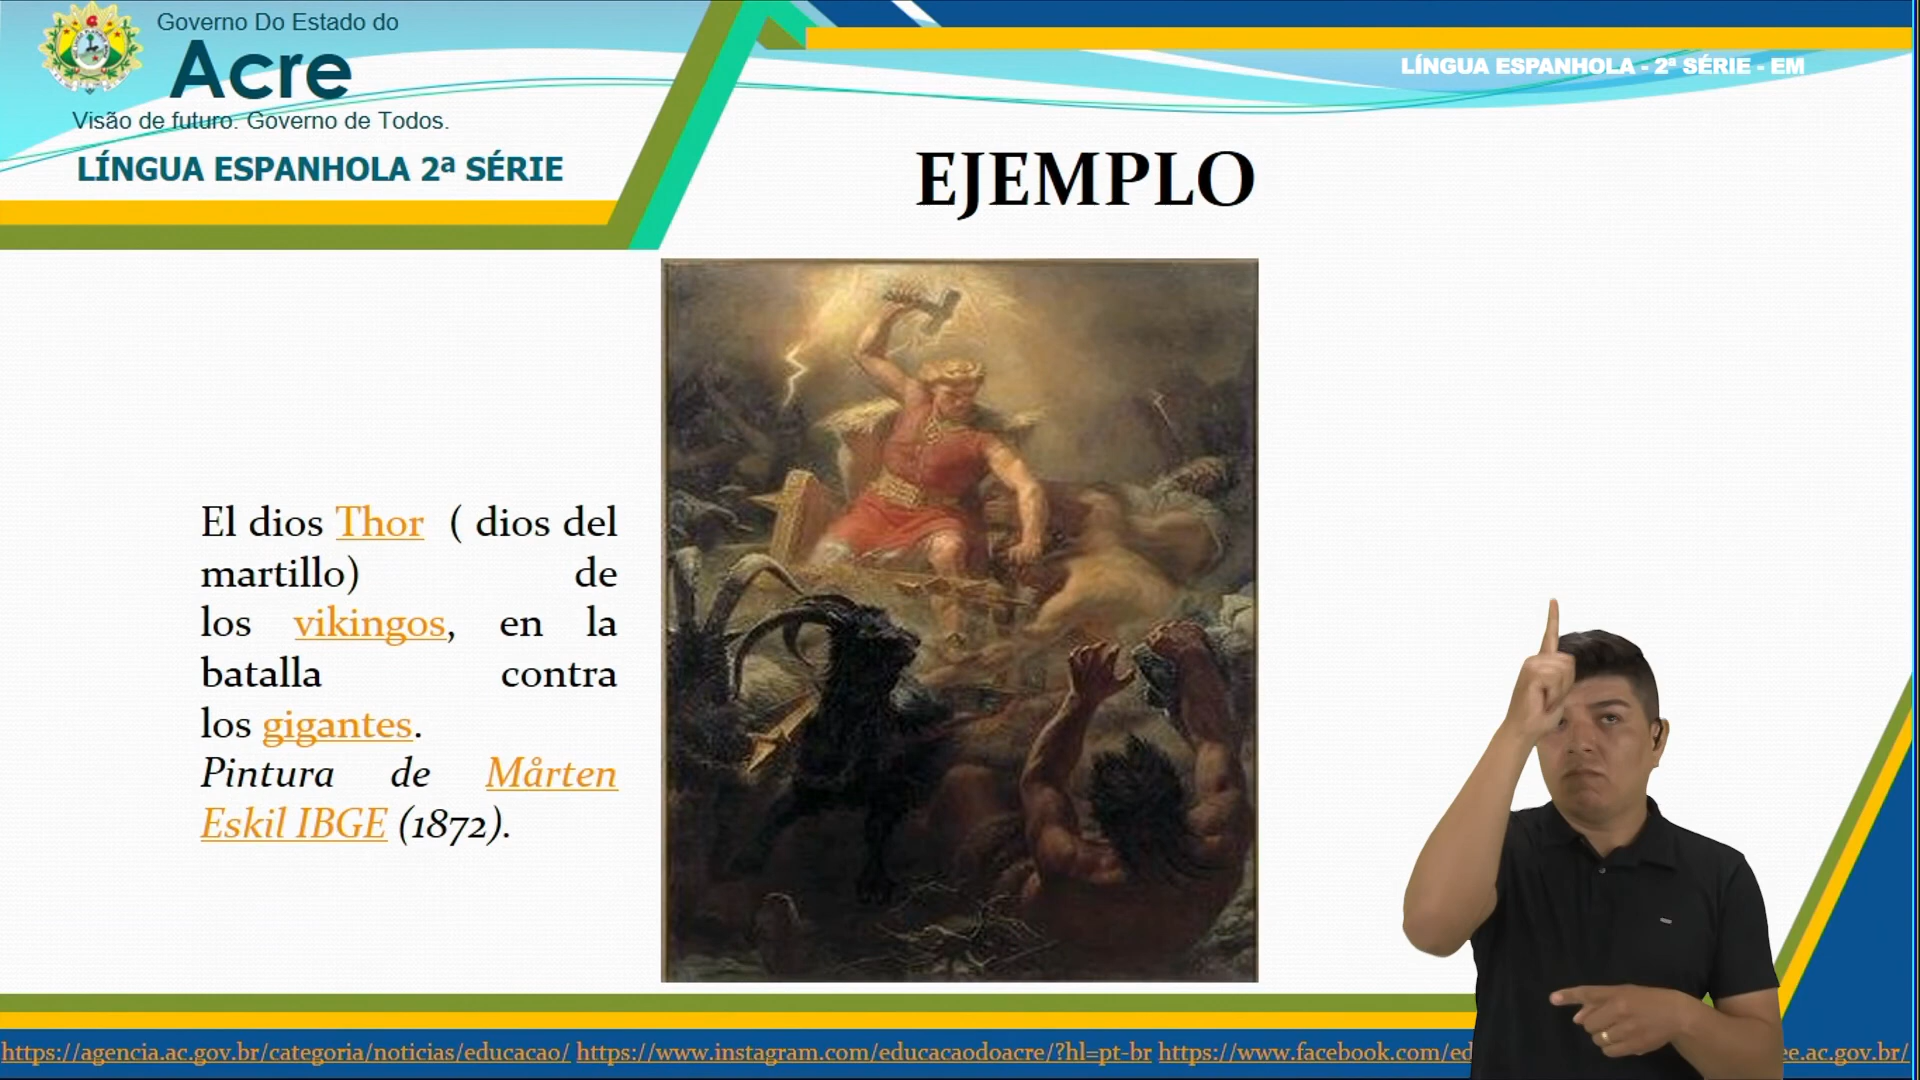 Governo Do Estado do
Acre
Visão de futuro. Governo de Todos.
LÍNGUA ESPANHOLA 2ª SÉRIE
LÍNGUA ESPANHOLA - 2ª SÉRIE - EM
EJEMPLO
El dios Thor ( dios del
martillo) de
los vikingos, en la
batalla contra
los gigantes.
Pintura de Mårten
Eskil IBGE (1872).
https://agencia.ac.gov.br/categoria/noticias/educacao/ https://www.instagram.com/educacaodoacre/?hl=pt-br https://www.facebook.com/ed ee.ac.gov.br/